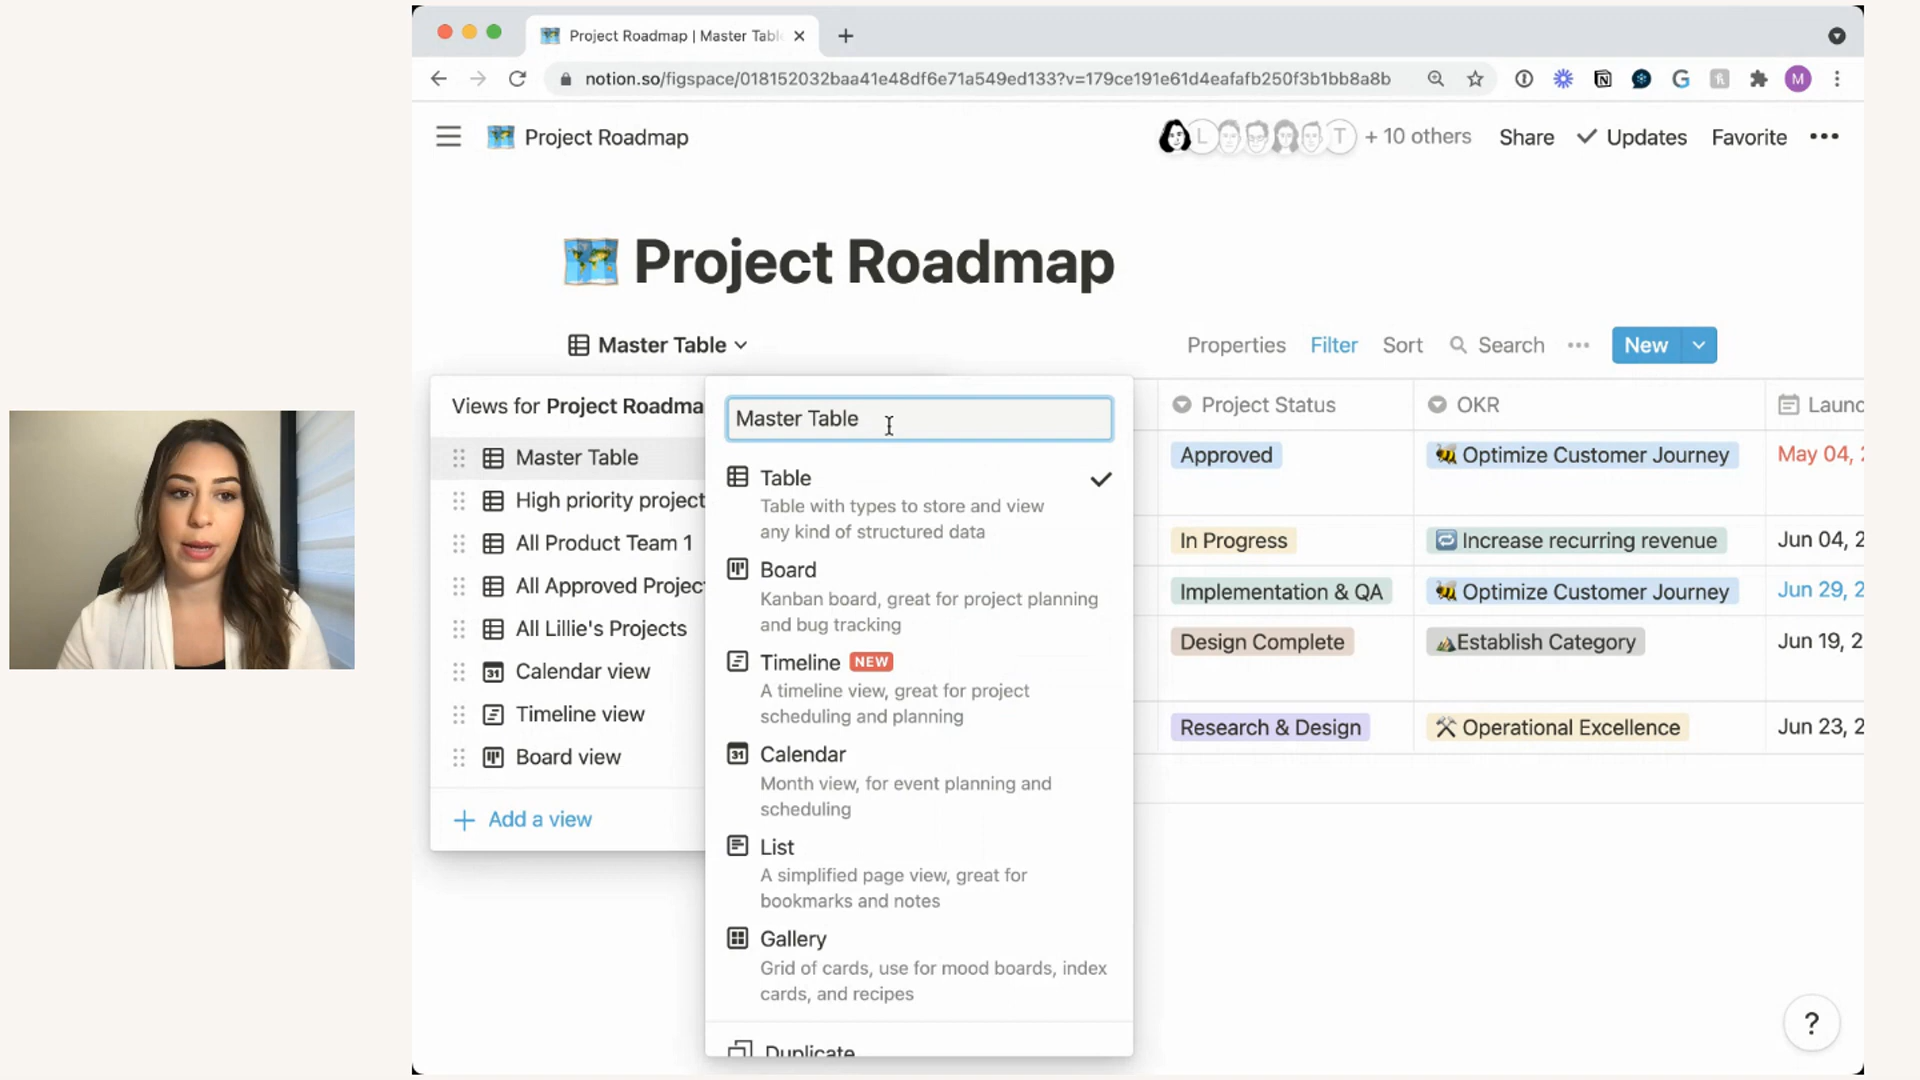 Project Roadmap | Master Tabl
notion.so/figspace/018152032baa41e48df6e71a549ed133?v=179ce191e61d4eafafb250f3b1bb8a8b
M
Project Roadmap
L
T
+ 10 others
Share
Updates
Favorite
Project Roadmap
Master Table
Properties
Filter
Sort
Search
New
Views for Project Roadma
Master Table
High priority project
All Product Team 1
All Approved Projec
All Lillie's Projects
31 Calendar view
Timeline view
Board view
Add a view
Master Table
Table
Table with types to store and view
any kind of structured data
Board
Kanban board, great for project planning
and bug tracking
Timeline NEW
A timeline view, great for project
scheduling and planning
31 Calendar
Month view, for event planning and
scheduling
List
A simplified page view, great for
bookmarks and notes
Gallery
Grid of cards, use for mood boards, index
cards, and recipes
Duplicate
Project Status
OKR
Launc
Approved
Optimize Customer Journey
May 04, 2
In Progress
Increase recurring revenue
Jun 04, 2
Implementation & QA
Optimize Customer Journey
Jun 29, 2
Design Complete
Establish Category
Jun 19, 2
Research & Design
Operational Excellence
Jun 23, 2
?